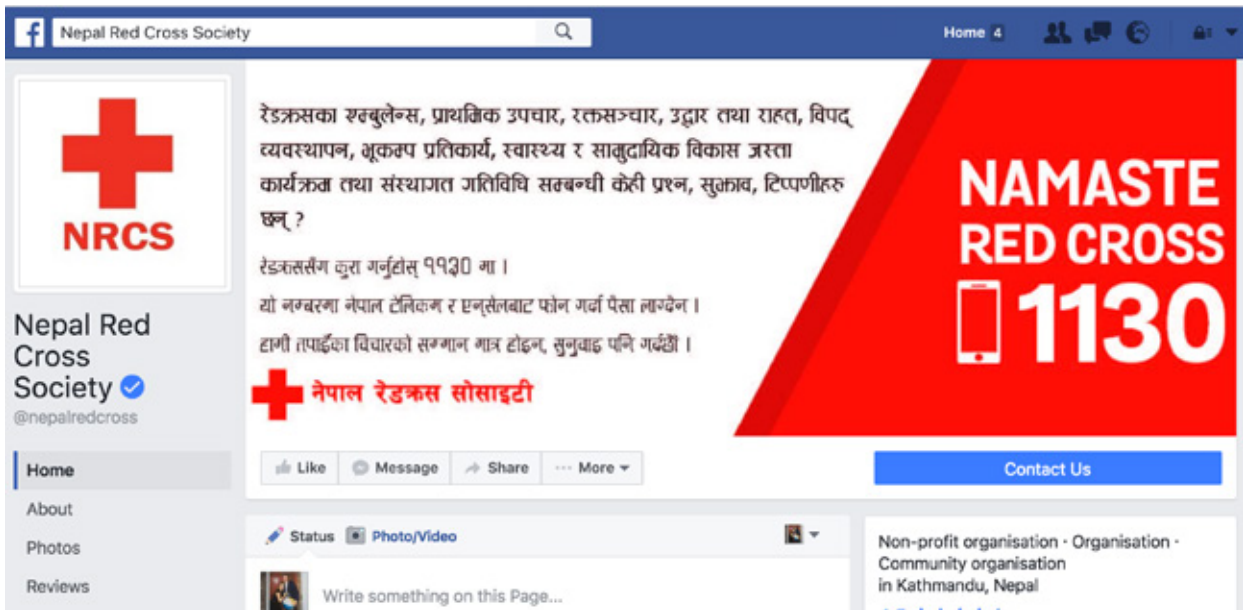 Nepal Red Cross Society
Home 4
रेडक्रसका एम्बुलेन्स, प्राथमिक उपचार, रक्तसञ्चार, उद्धार तथा राहत, विपद्
व्यवस्थापन, भूकम्प प्रतिकार्य, स्वास्थ्य र सामुदायिक विकास जस्ता
कार्यक्रम तथा संस्थागत गतिविधि सम्बन्धी केही प्रश्न, सुझाव, टिप्पणीहरु
छन् ?
रेडक्रससँग कुरा गर्नुहोस् ११३० मा ।
यो नम्बरमा नेपाल टेलिकम र एन्सेलबाट फोन गर्दा पैसा लाग्दैन ।
हामी तपाईका विचारको सम्मान मात्र होइन, सुनुवाइ पनि गर्दछौं ।
नेपाल रेडक्रस सोसाइटी
NAMASTE
RED CROSS
1130
NRCS
Nepal Red
Cross
Society
@nepalredcross
Home
About
Photos
Reviews
Like Message Share More
Contact Us
Status Photo/Video
Write something on this Page...
Non-profit organisation · Organisation ·
Community organisation
in Kathmandu, Nepal